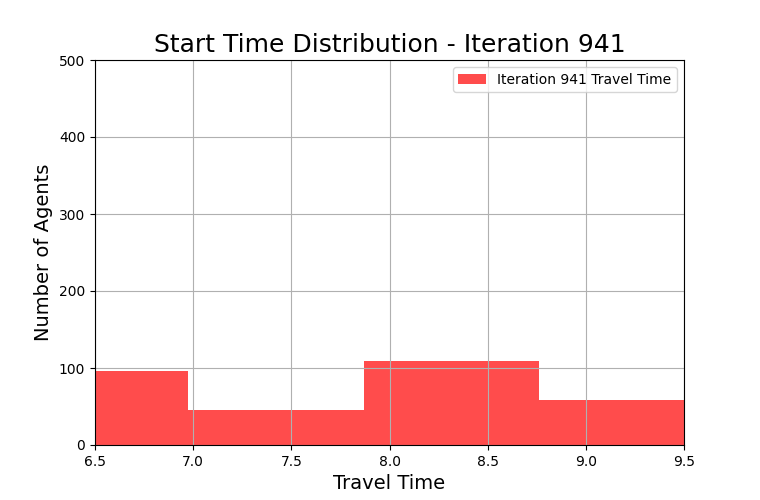 Start Time Distribution - Iteration 941
Iteration 941 Travel Time
Number of Agents
500
400
300
200
100
0
6.5 7.0 7.5 8.0 8.5 9.0 9.5
Travel Time